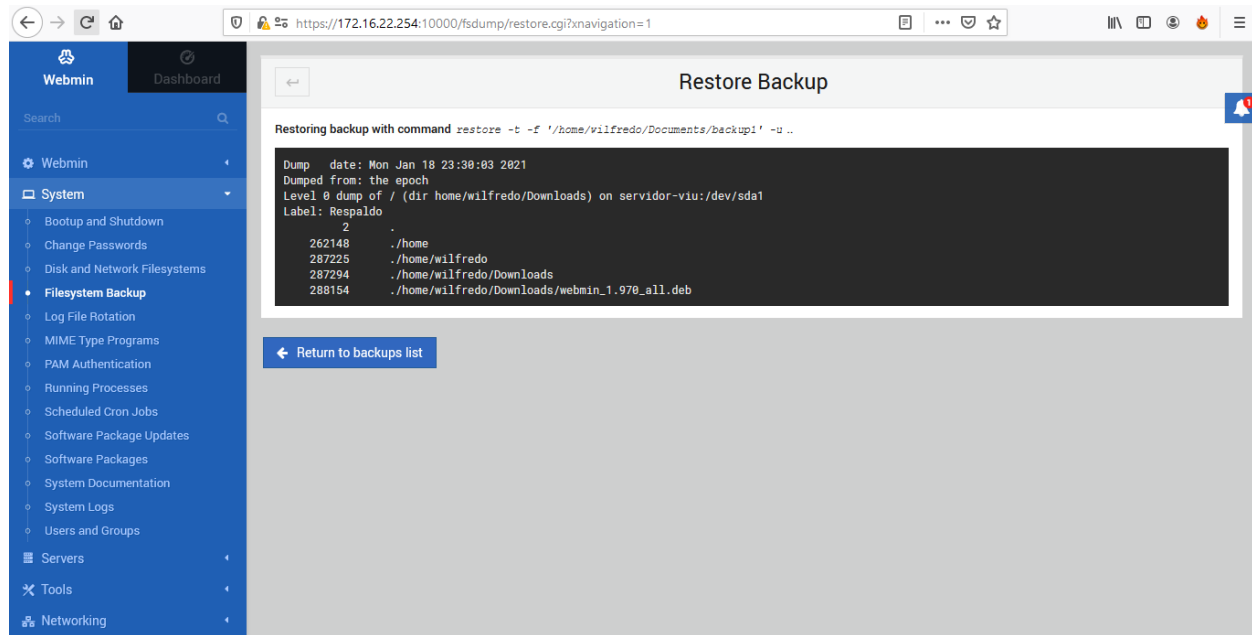 https://172.16.22.254:10000/fsdump/restore.cgi?xnavigation=1
Webmin
Dashboard
Search
Webmin
System
Bootup and Shutdown
Change Passwords
Disk and Network Filesystems
Filesystem Backup
Log File Rotation
MIME Type Programs
PAM Authentication
Running Processes
Scheduled Cron Jobs
Software Package Updates
Software Packages
System Documentation
System Logs
Users and Groups
Servers
Tools
Networking
Restore Backup
1
Restoring backup with command restore -t -f '/home/wilfredo/Documents/backup1' -u ..
Dump date: Mon Jan 18 23:30:03 2021
Dumped from: the epoch
Level 0 dump of / (dir home/wilfredo/Downloads) on servidor-viu:/dev/sda1
Label: Respaldo
2 .
262148 ./home
287225 ./home/wilfredo
287294 ./home/wilfredo/Downloads
288154 ./home/wilfredo/Downloads/webmin_1.970_all.deb
Return to backups list